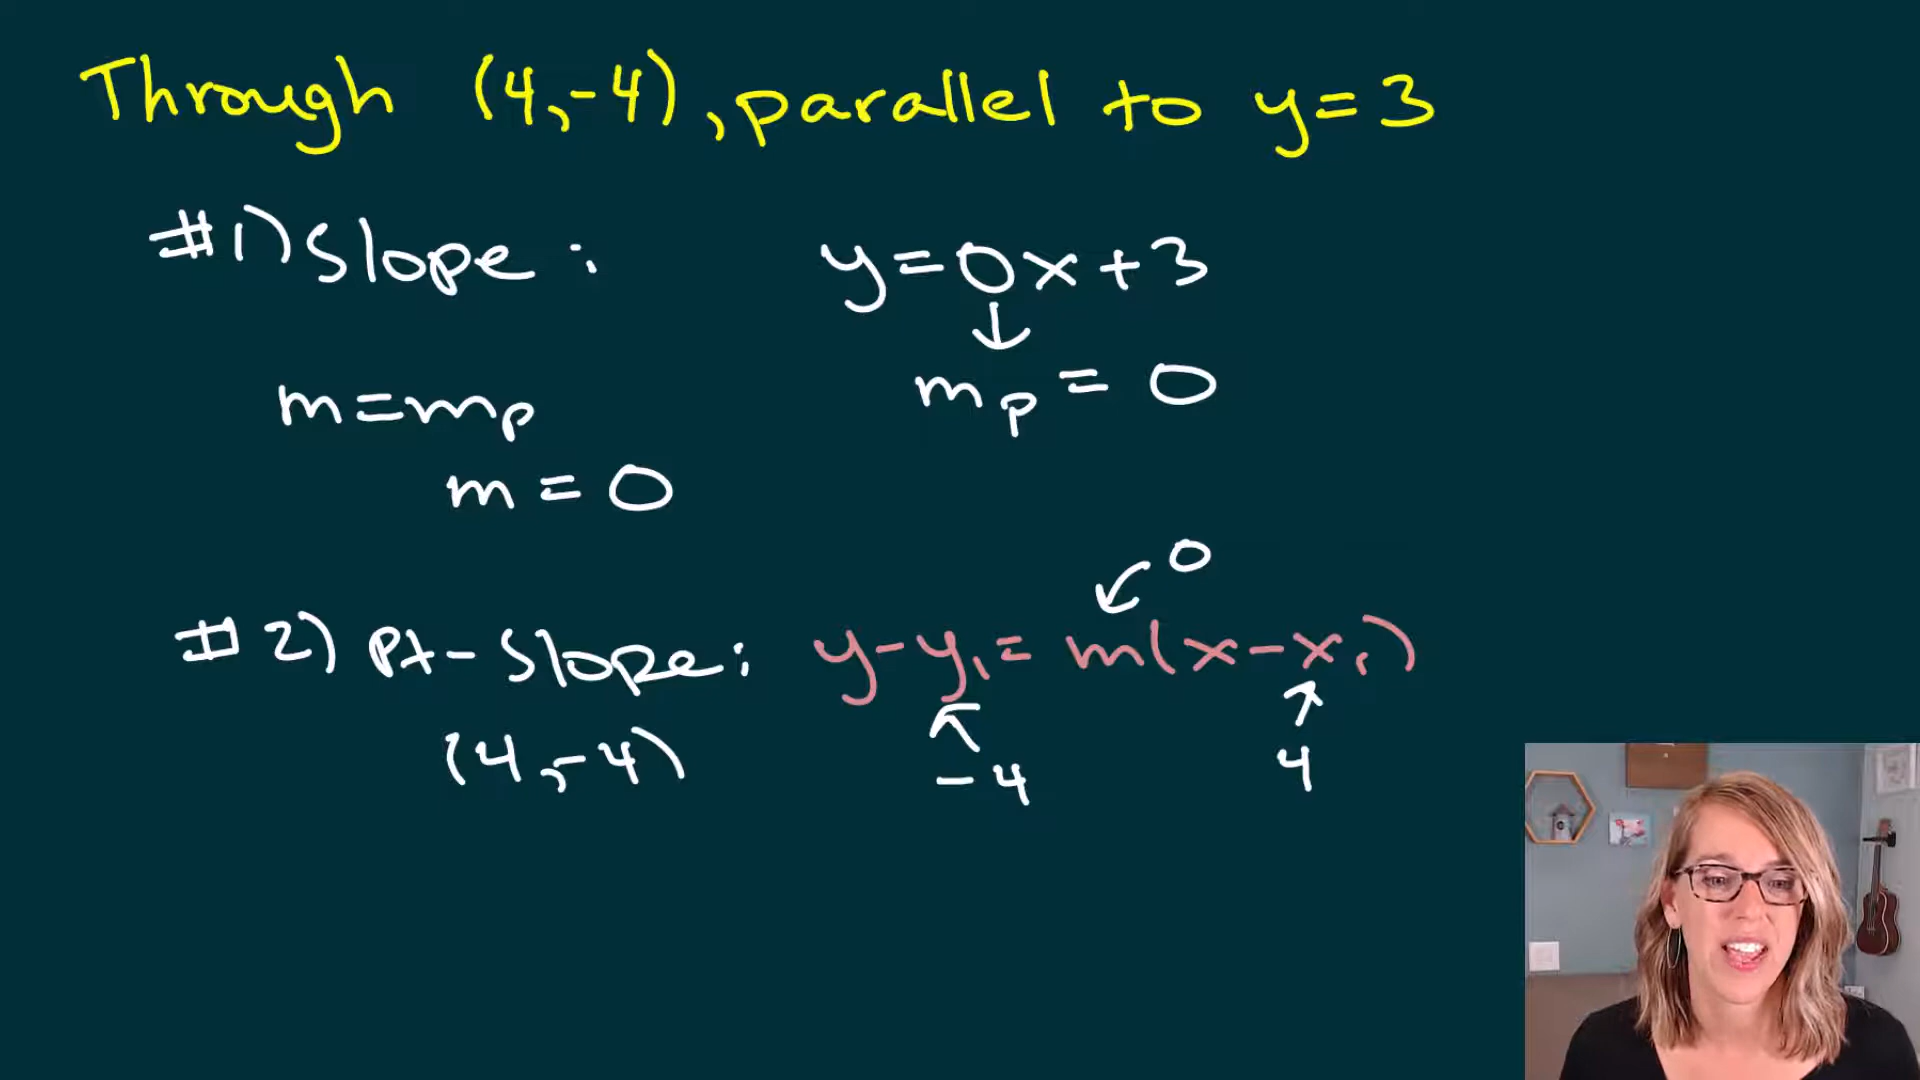 Through (4,-4), parallel to y=3
#1) Slope: y=0x+3
↓
m=mₚ mₚ = 0
m = 0
0
↙
#2) Pt-Slope: y-y₁= m(x-x₁)
↖ ↗
(4,-4) -4 4